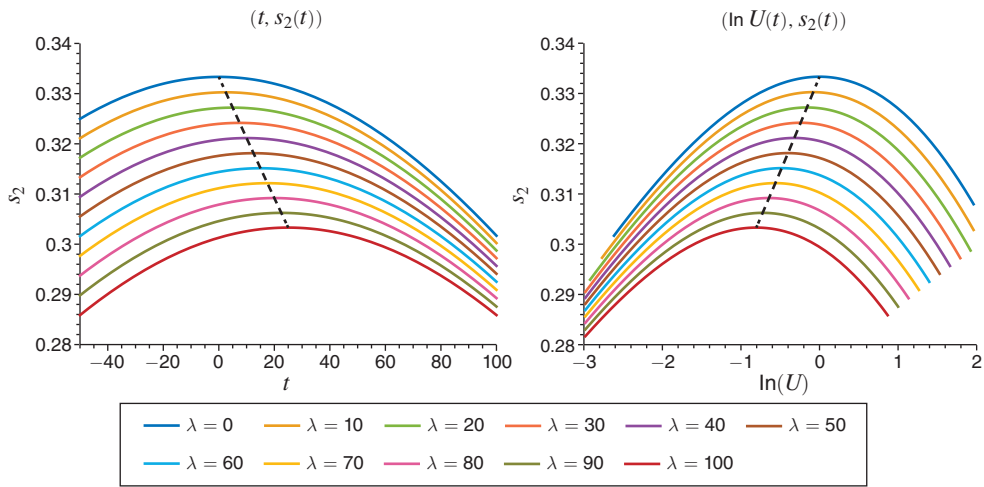 (t, s₂(t))
(ln U(t), s₂(t))
0.34
0.33
0.32
0.31
0.3
0.29
0.28
s₂
−40
−20
0
20
40
60
80
100
t
0.34
0.33
0.32
0.31
0.3
0.29
0.28
s₂
−3
−2
−1
0
1
2
ln(U)
λ = 0
λ = 10
λ = 20
λ = 30
λ = 40
λ = 50
λ = 60
λ = 70
λ = 80
λ = 90
λ = 100